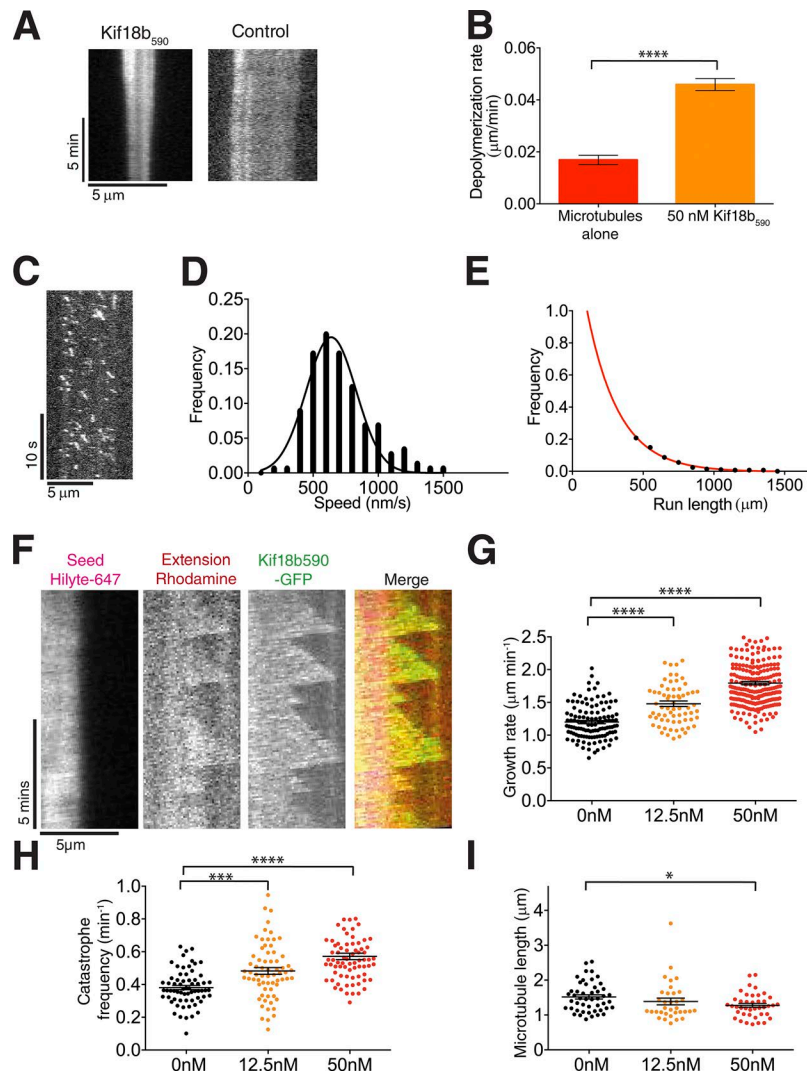 A
Kif18b590
Control
5 min
5 μm
B
****
Depolymerization rate
(μm/min)
0.06
0.04
0.02
0.00
Microtubules
alone
50 nM Kif18b590
C
10 s
5 μm
D
Frequency
0.25
0.20
0.15
0.10
0.05
0.00
0
500
1000
1500
Speed (nm/s)
E
Frequency
1.0
0.8
0.6
0.4
0.2
0
0
500
1000
1500
Run length (μm)
F
Seed
Hilyte-647
Extension
Rhodamine
Kif18b590
-GFP
Merge
5 mins
5μm
G
****
****
Growth rate (μm min⁻¹)
2.5
2.0
1.5
1.0
0.5
0.0
0nM
12.5nM
50nM
H
****
***
Catastrophe
frequency (min⁻¹)
1.0
0.8
0.6
0.4
0.2
0.0
0nM
12.5nM
50nM
I
*
Microtubule length (μm)
4
3
2
1
0
0nM
12.5nM
50nM